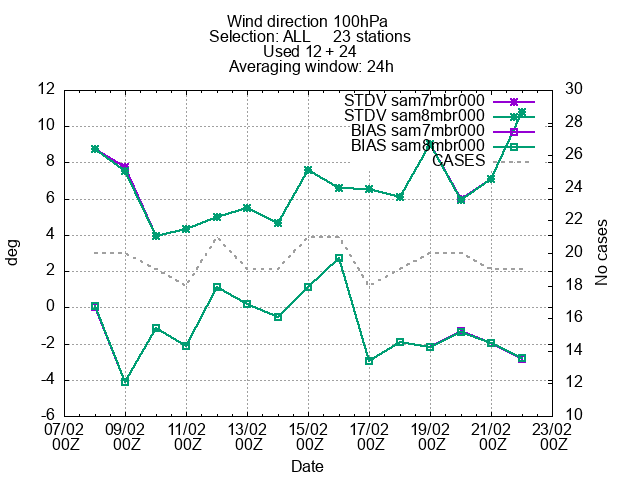 Wind direction 100hPa
Selection: ALL 23 stations
Used 12 + 24
Averaging window: 24h
STDV sam7mbr000
STDV sam8mbr000
BIAS sam7mbr000
BIAS sam8mbr000
CASES
deg
12
10
8
6
4
2
0
-2
-4
-6
No cases
30
28
26
24
22
20
18
16
14
12
10
07/02 09/02 11/02 13/02 15/02 17/02 19/02 21/02 23/02
00Z 00Z 00Z 00Z 00Z 00Z 00Z 00Z 00Z
Date